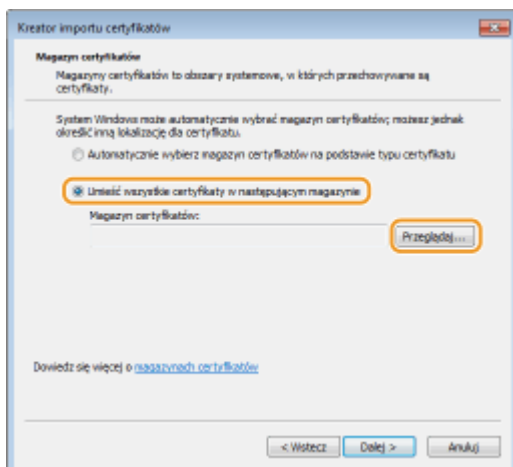 Kreator importu certyfikatów
Magazyn certyfikatów
Magazyny certyfikatów to obszary systemowe, w których przechowywane są
certyfikaty.
System Windows może automatycznie wybrać magazyn certyfikatów; możesz jednak
określić inną lokalizację dla certyfikatu.
Automatycznie wybierz magazyn certyfikatów na podstawie typu certyfikatu
Umieść wszystkie certyfikaty w następującym magazynie
Magazyn certyfikatów:
Przeglądaj...
Dowiedz się więcej o magazynach certyfikatów
< Wstecz Dalej > Anuluj